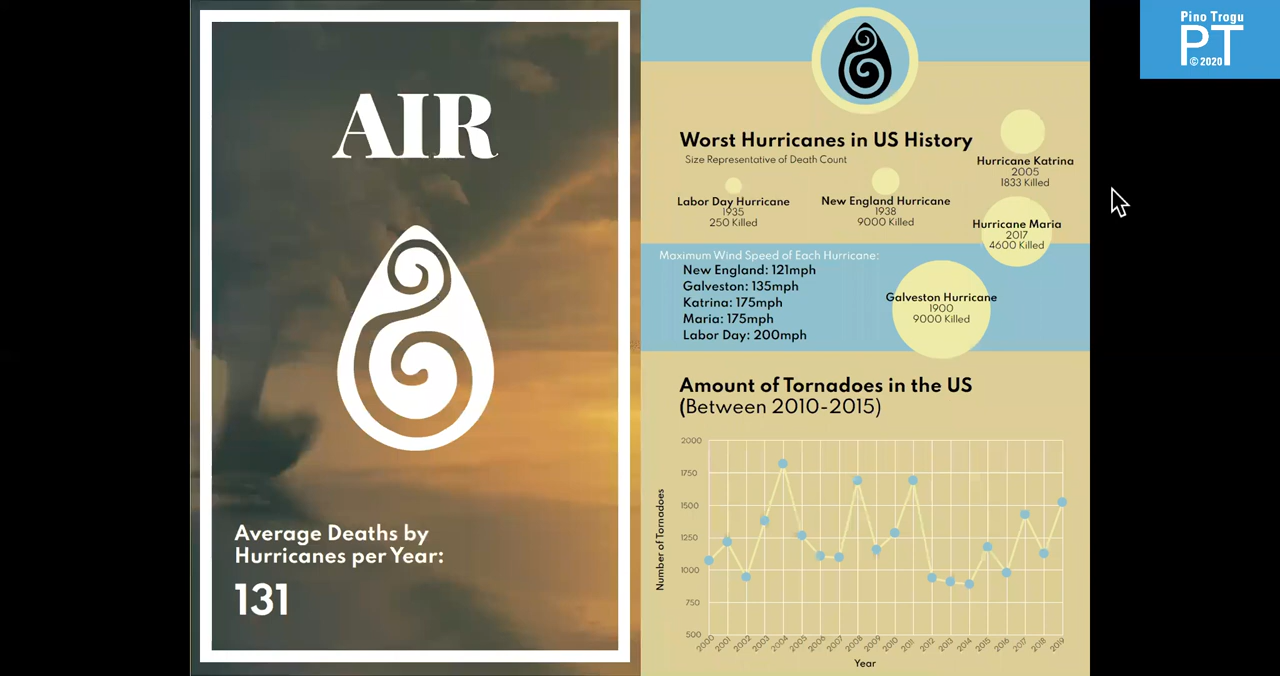 Pino Trogu
PT
© 2020
AIR
Average Deaths by
Hurricanes per Year:
131
Worst Hurricanes in US History
Size Representative of Death Count
Labor Day Hurricane
1935
250 Killed
New England Hurricane
1938
9000 Killed
Hurricane Katrina
2005
1833 Killed
Hurricane Maria
2017
4600 Killed
Maximum Wind Speed of Each Hurricane:
New England: 121mph
Galveston: 135mph
Katrina: 175mph
Maria: 175mph
Labor Day: 200mph
Galveston Hurricane
1900
9000 Killed
Amount of Tornadoes in the US
(Between 2010-2015)
Number of Tornadoes
2000
1750
1500
1250
1000
750
500
2000 2001 2002 2003 2004 2005 2006 2007 2008 2009 2010 2011 2012 2013 2014 2015 2016 2017 2018 2019
Year